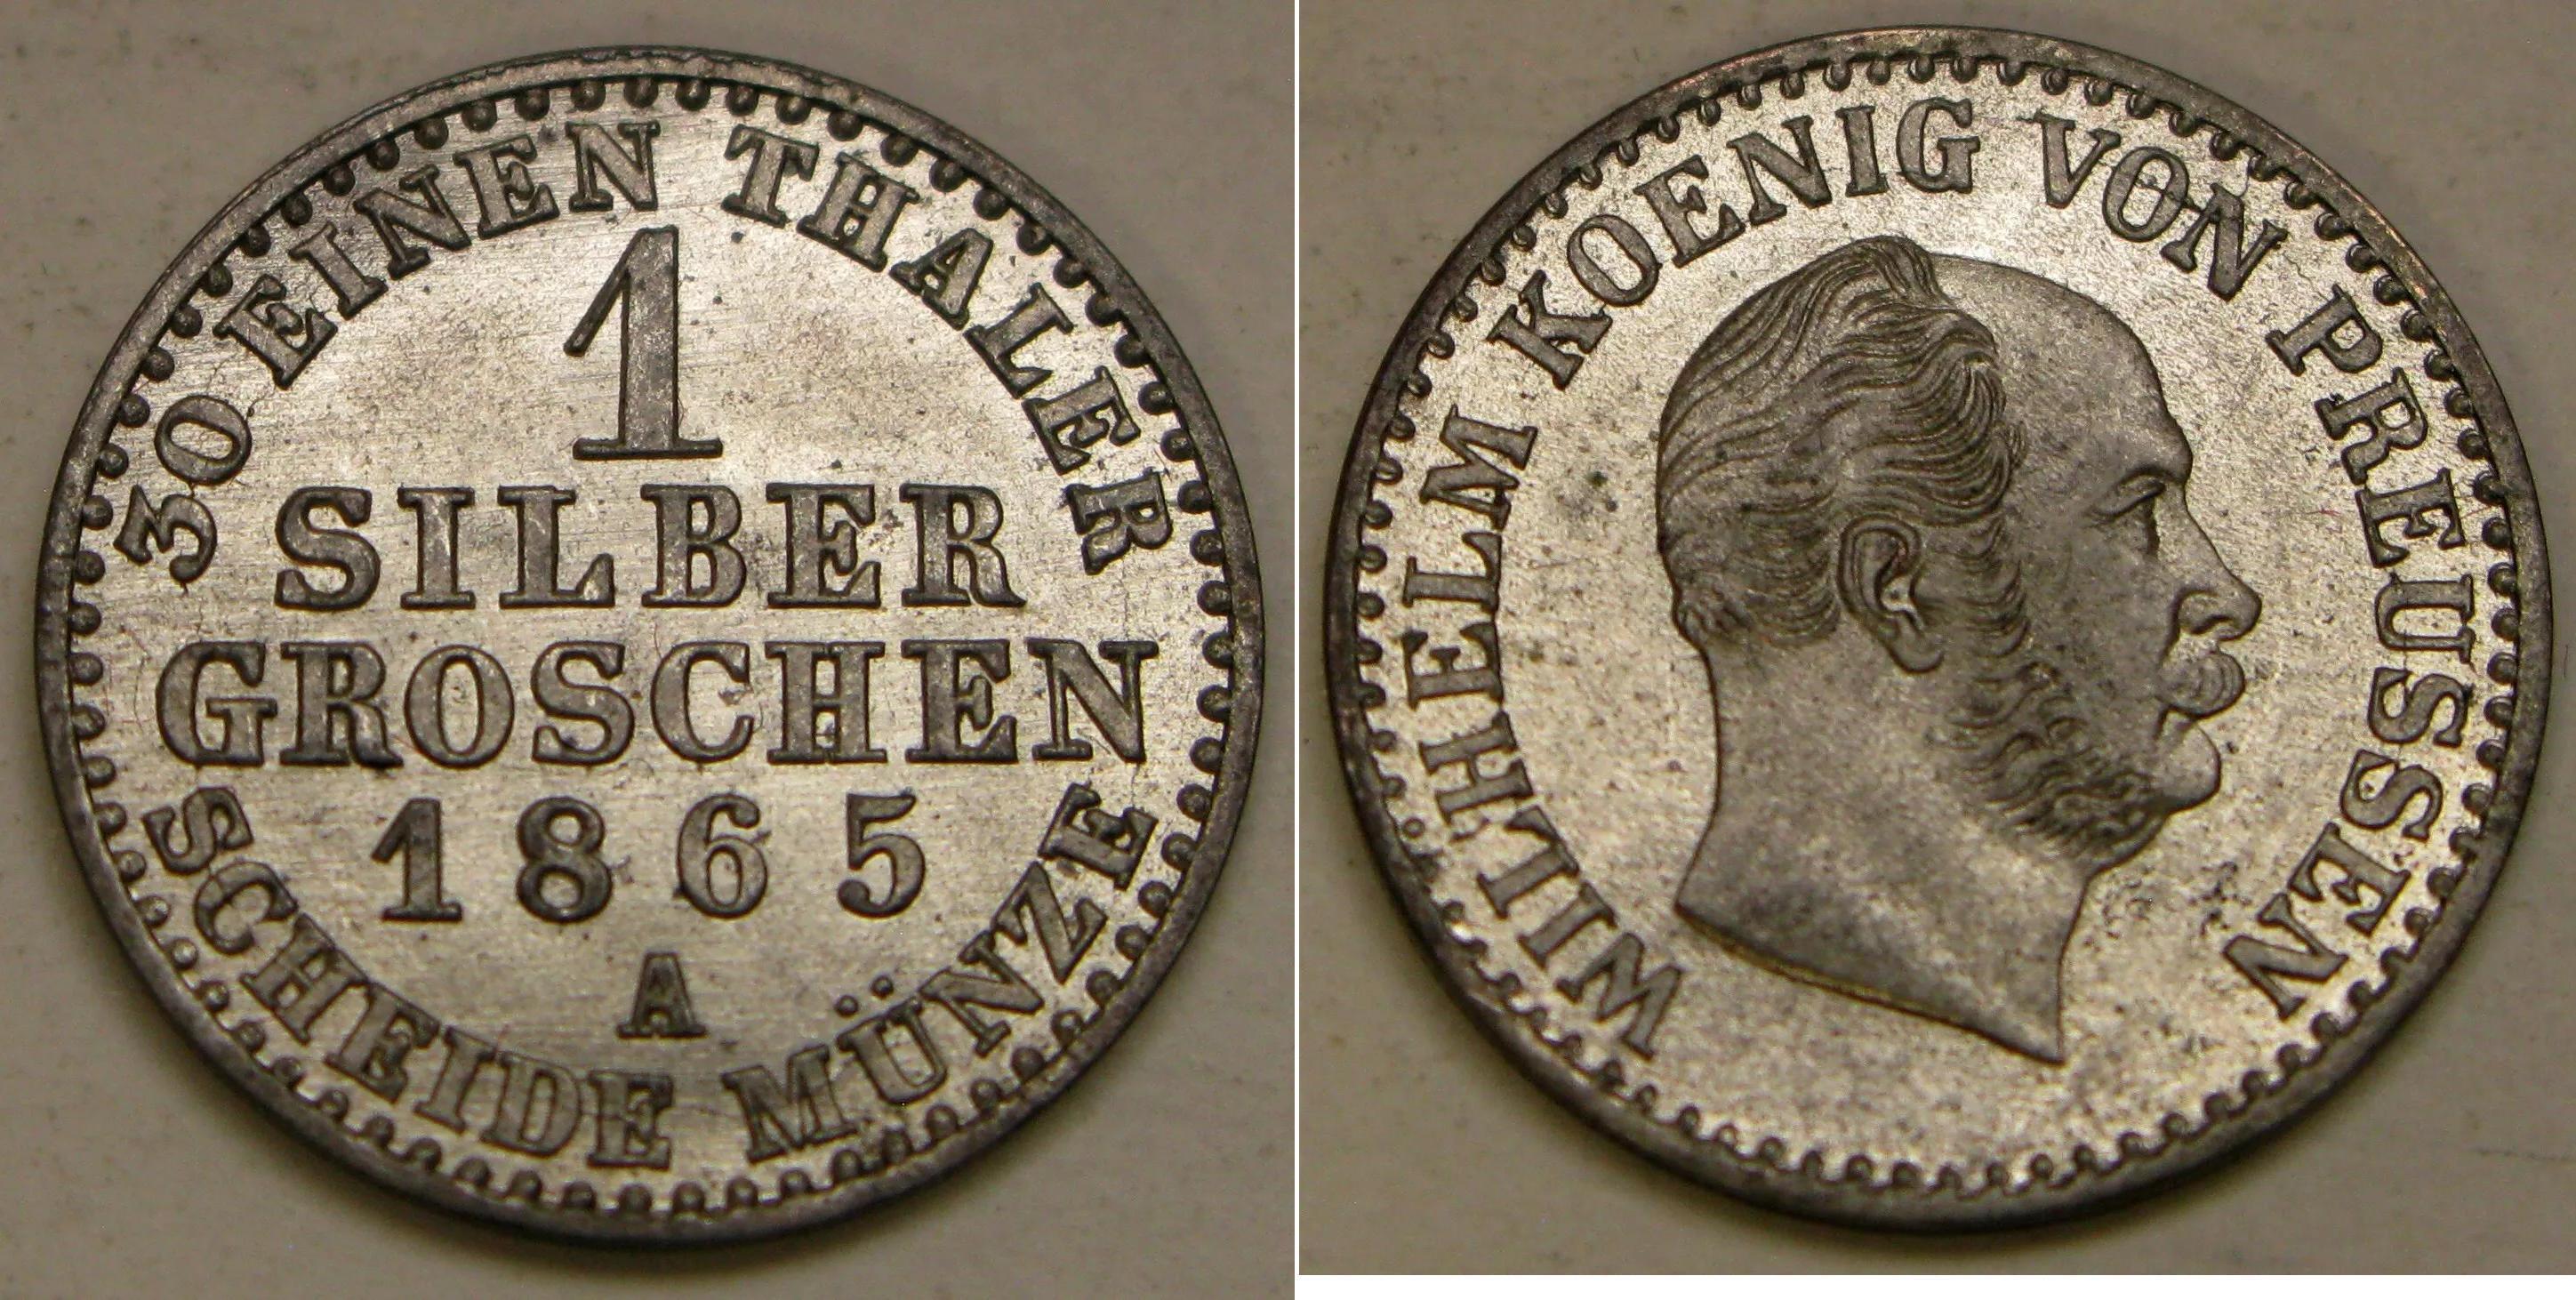 30 EINEN THALER
1
SILBER
GROSCHEN
1865
A
SCHEIDE MÜNZE
WILHELM KOENIG VON PREUSSEN